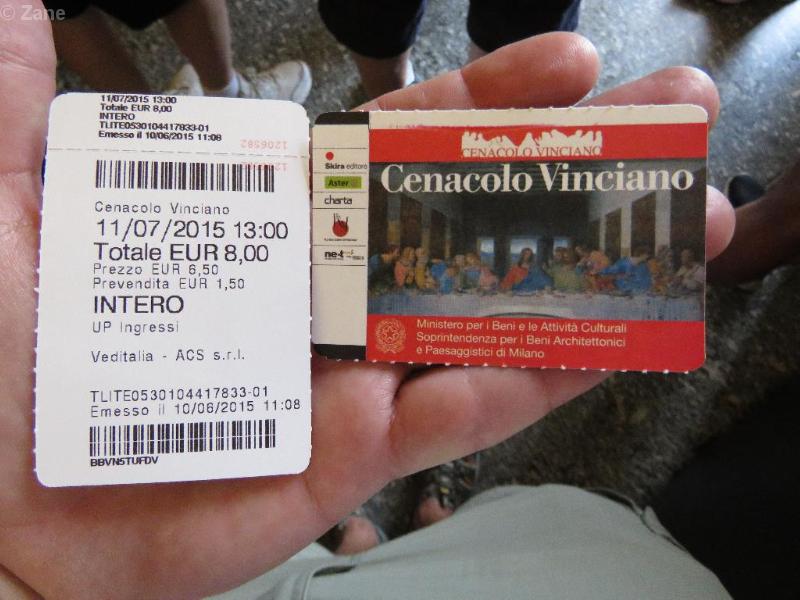 © Zane
11/07/2015 13:00
Totale EUR 8,00
INTERO
TLITE0530104417833-01
Emesso il 10/06/2015 11:08
1206582
Cenacolo Vinciano
11/07/2015 13:00
Totale EUR 8,00
Prezzo EUR 6,50
Prevendita EUR 1,50
INTERO
UP Ingressi
Veditalia - ACS s.r.l.
TLITE0530104417833-01
Emesso il 10/06/2015 11:08
BBVN5TUFDV
Skira editore
Aster
charta
CENACOLO VINCIANO
Cenacolo Vinciano
Ministero per i Beni e le Attività Culturali
Soprintendenza per i Beni Architettonici
e Paesaggistici di Milano